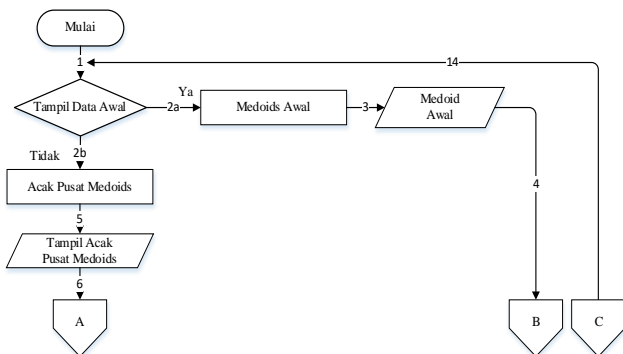 Mulai
1
14
Tampil Data Awal
Ya
2a
Medoids Awal
3
Medoid
Awal
Tidak
2b
4
Acak Pusat Medoids
5
Tampil Acak
Pusat Medoids
6
A
B
C